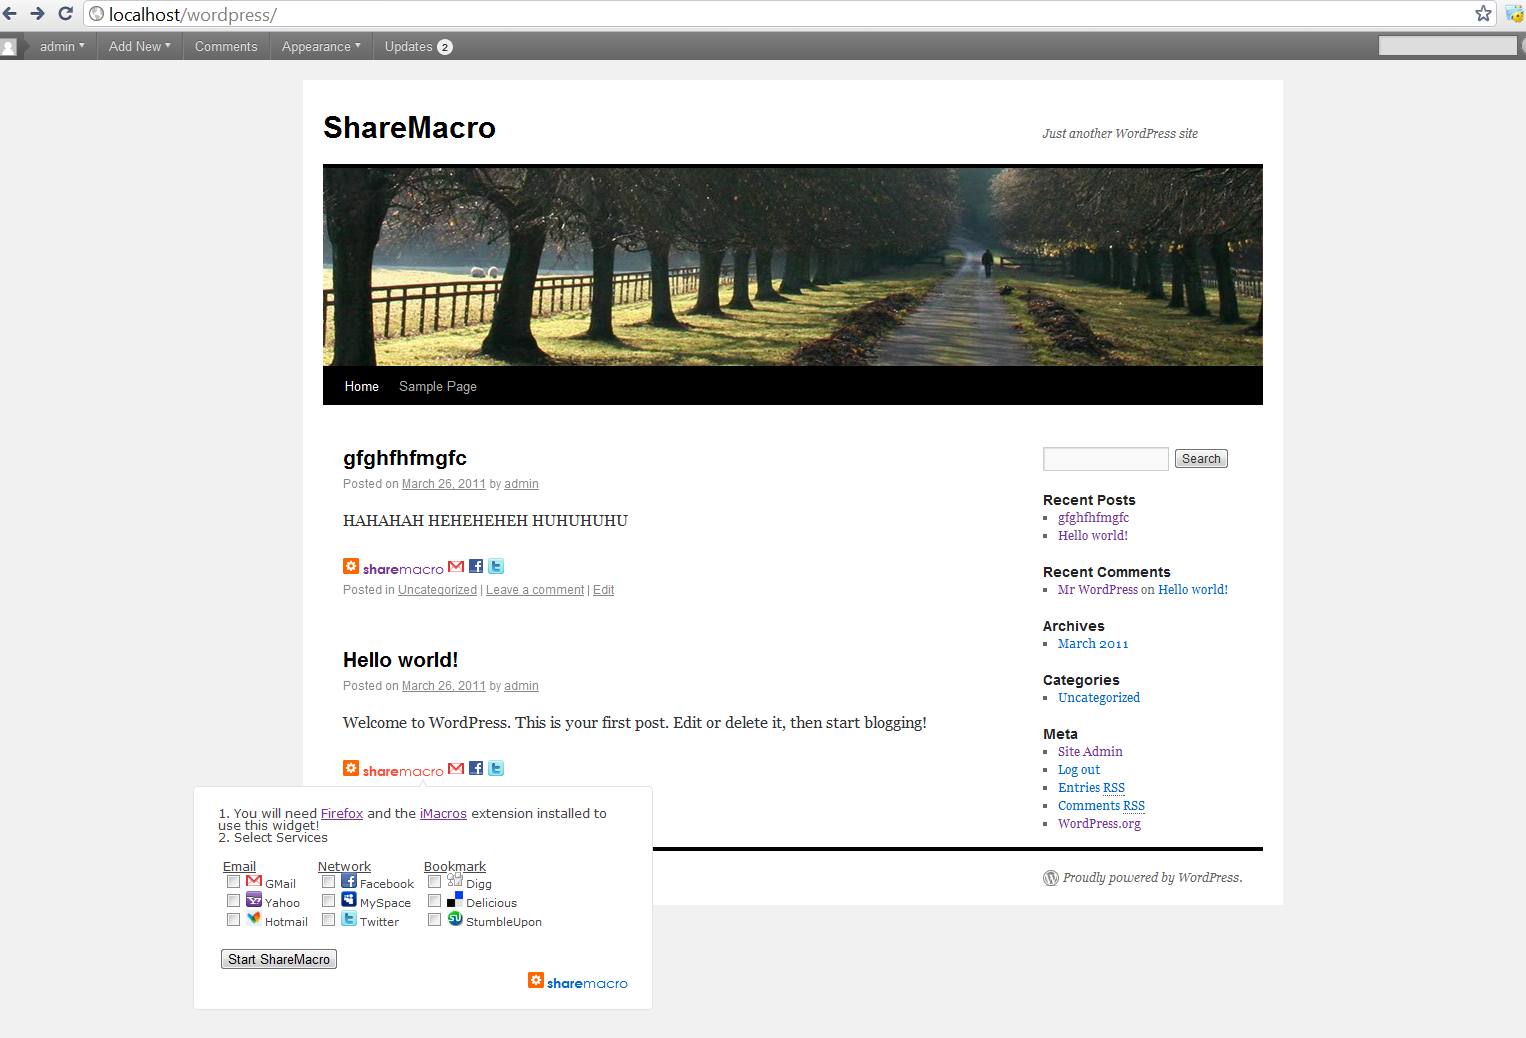 localhost/wordpress/
admin Add New Comments Appearance Updates 2
ShareMacro
Just another WordPress site
Home Sample Page
gfghfhfmgfc
Posted on March 26, 2011 by admin
HAHAHAH HEHEHEHEH HUHUHUHU
sharemacro
Posted in Uncategorized | Leave a comment | Edit
Hello world!
Posted on March 26, 2011 by admin
Welcome to WordPress. This is your first post. Edit or delete it, then start blogging!
sharemacro
1. You will need Firefox and the iMacros extension installed to
use this widget!
2. Select Services
Email Network Bookmark
GMail Facebook Digg
Yahoo MySpace Delicious
Hotmail Twitter StumbleUpon
Start ShareMacro
sharemacro
Search
Recent Posts
gfghfhfmgfc
Hello world!
Recent Comments
Mr WordPress on Hello world!
Archives
March 2011
Categories
Uncategorized
Meta
Site Admin
Log out
Entries RSS
Comments RSS
WordPress.org
Proudly powered by WordPress.